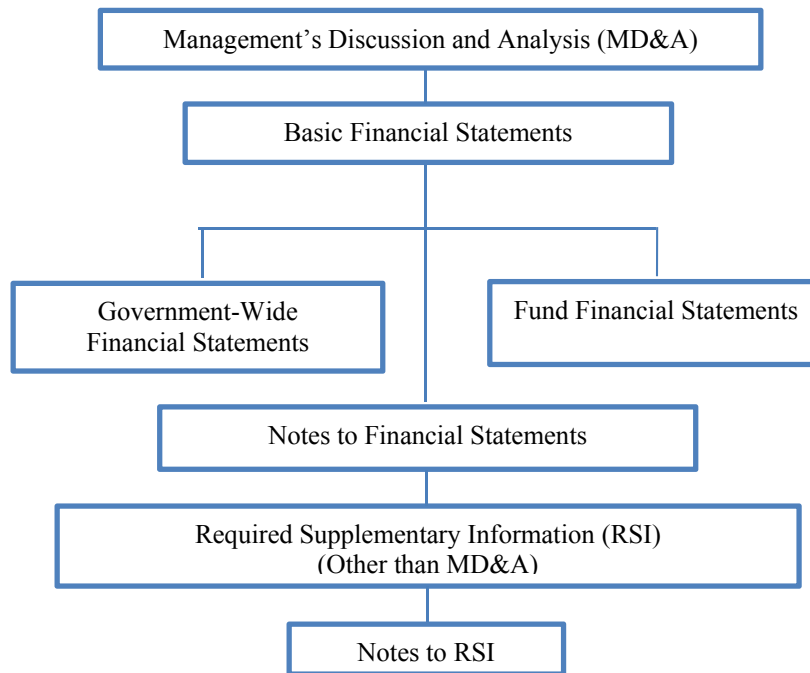 Management’s Discussion and Analysis (MD&A)
Basic Financial Statements
Government-Wide
Financial Statements
Fund Financial Statements
Notes to Financial Statements
Required Supplementary Information (RSI)
(Other than MD&A)
Notes to RSI